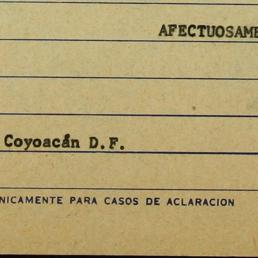 AFECTUOSAME
Coyoacán D.F.
NICAMENTE PARA CASOS DE ACLARACION